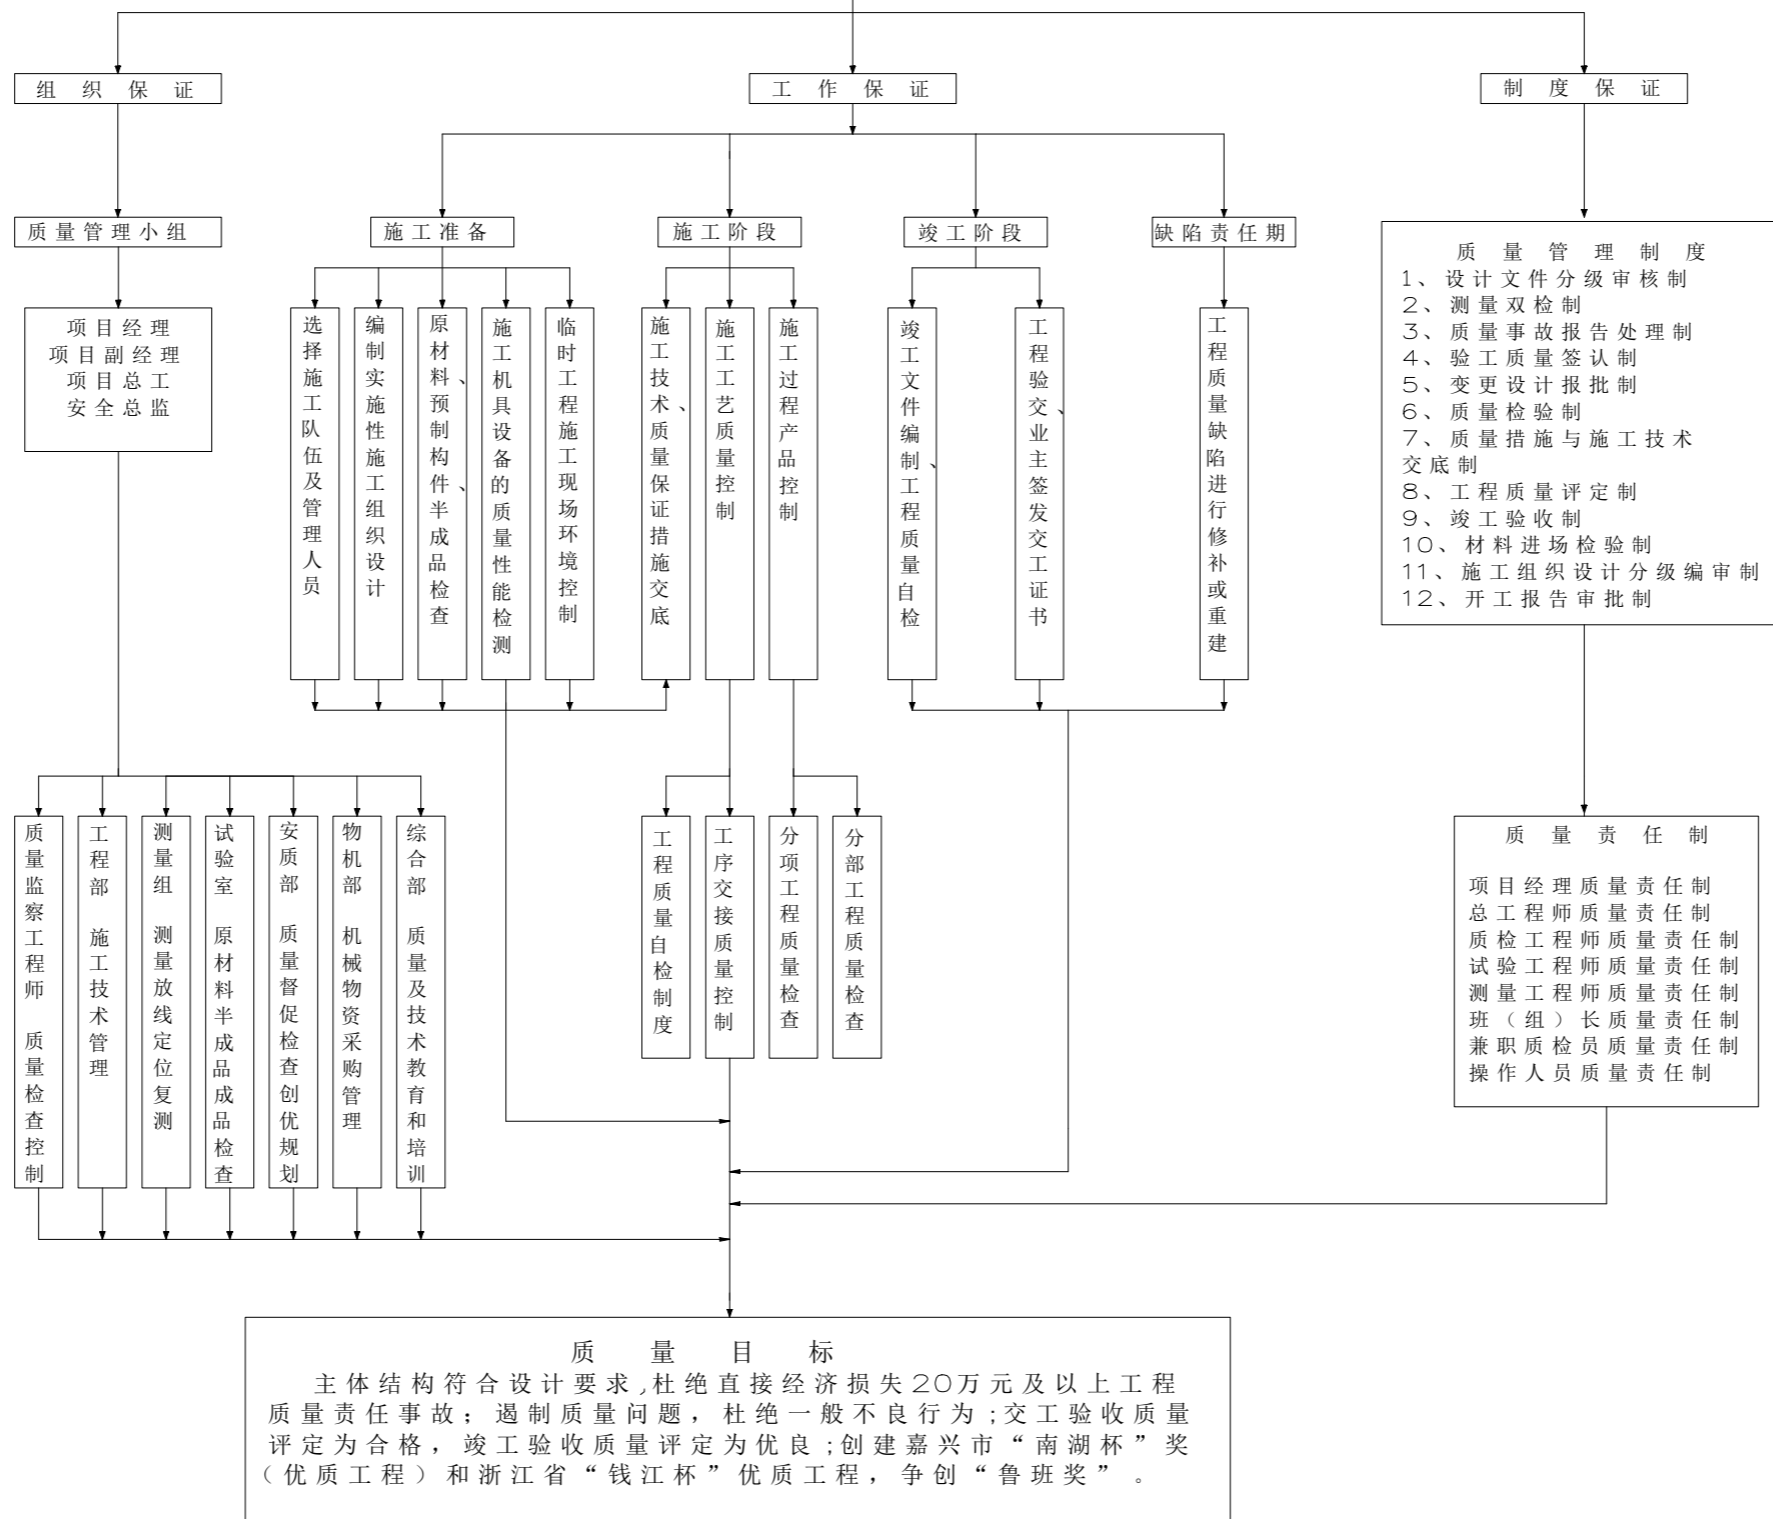 组织保证
工作保证
制度保证
质量管理小组
施工准备
施工阶段
竣工阶段
缺陷责任期
项目经理
项目副经理
项目总工
安全总监
选择施工队伍及管理人员
编制实施性施工组织设计
原材料、预制构件、半成品检查
施工机具设备的质量性能检测
临时工程施工现场环境控制
施工技术、质量保证措施交底
施工工艺质量控制
施工过程产品控制
竣工文件编制、工程质量自检
工程验交、业主签发交工证书
工程质量缺陷进行修补或重建
质量管理制度
1、设计文件分级审核制
2、测量双检制
3、质量事故报告处理制
4、验工质量签认制
5、变更设计报批制
6、质量检验制
7、质量措施与施工技术
交底制
8、工程质量评定制
9、竣工验收制
10、材料进场检验制
11、施工组织设计分级编审制
12、开工报告审批制
质量监察工程师 质量检查控制
工程部 施工技术管理
测量组 测量放线定位复测
试验室 原材料半成品成品检查
安质部 质量督促检查创优规划
物机部 机械物资采购管理
综合部 质量及技术教育和培训
工程质量自检制度
工序交接质量控制
分项工程质量检查
分部工程质量检查
质量责任制
项目经理质量责任制
总工程师质量责任制
质检工程师质量责任制
试验工程师质量责任制
测量工程师质量责任制
班（组）长质量责任制
兼职质检员质量责任制
操作人员质量责任制
质量目标
主体结构符合设计要求,杜绝直接经济损失20万元及以上工程
质量责任事故；遏制质量问题，杜绝一般不良行为;交工验收质量
评定为合格，竣工验收质量评定为优良;创建嘉兴市“南湖杯”奖
（优质工程）和浙江省“钱江杯”优质工程，争创“鲁班奖”。